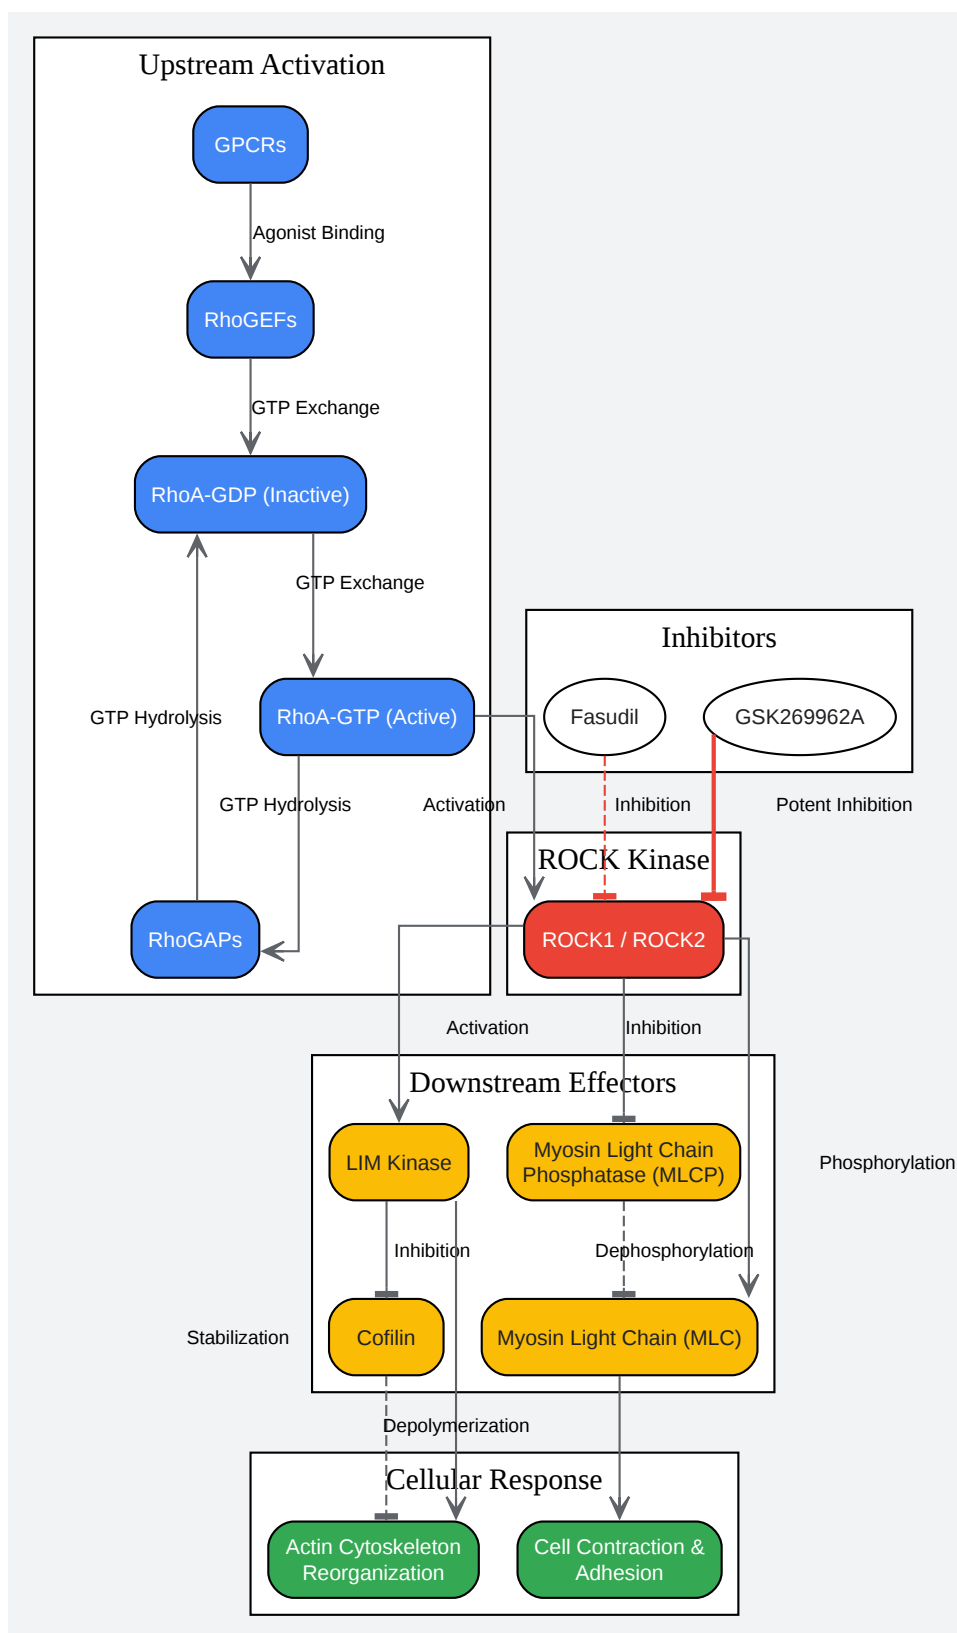 Upstream Activation
GPCRs
Agonist Binding
RhoGEFs
GTP Exchange
RhoA-GDP (Inactive)
GTP Exchange
Inhibitors
RhoA-GTP (Active)
Fasudil
GSK269962A
GTP Hydrolysis
GTP Hydrolysis
Activation
Inhibition
Potent Inhibition
ROCK Kinase
RhoGAPs
ROCK1 / ROCK2
Activation
Inhibition
Downstream Effectors
LIM Kinase
Myosin Light Chain
Phosphatase (MLCP)
Phosphorylation
Inhibition
Dephosphorylation
Stabilization
Cofilin
Myosin Light Chain (MLC)
Depolymerization
Cellular Response
Actin Cytoskeleton
Reorganization
Cell Contraction &
Adhesion